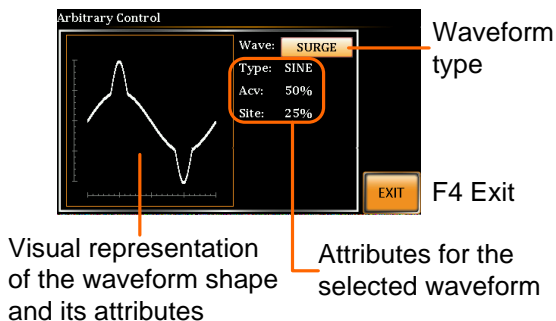 Arbitrary Control
Wave: SURGE
Type: SINE
Acv: 50%
Site: 25%
EXIT
Waveform
type
F4 Exit
Visual representation
of the waveform shape
and its attributes
Attributes for the
selected waveform